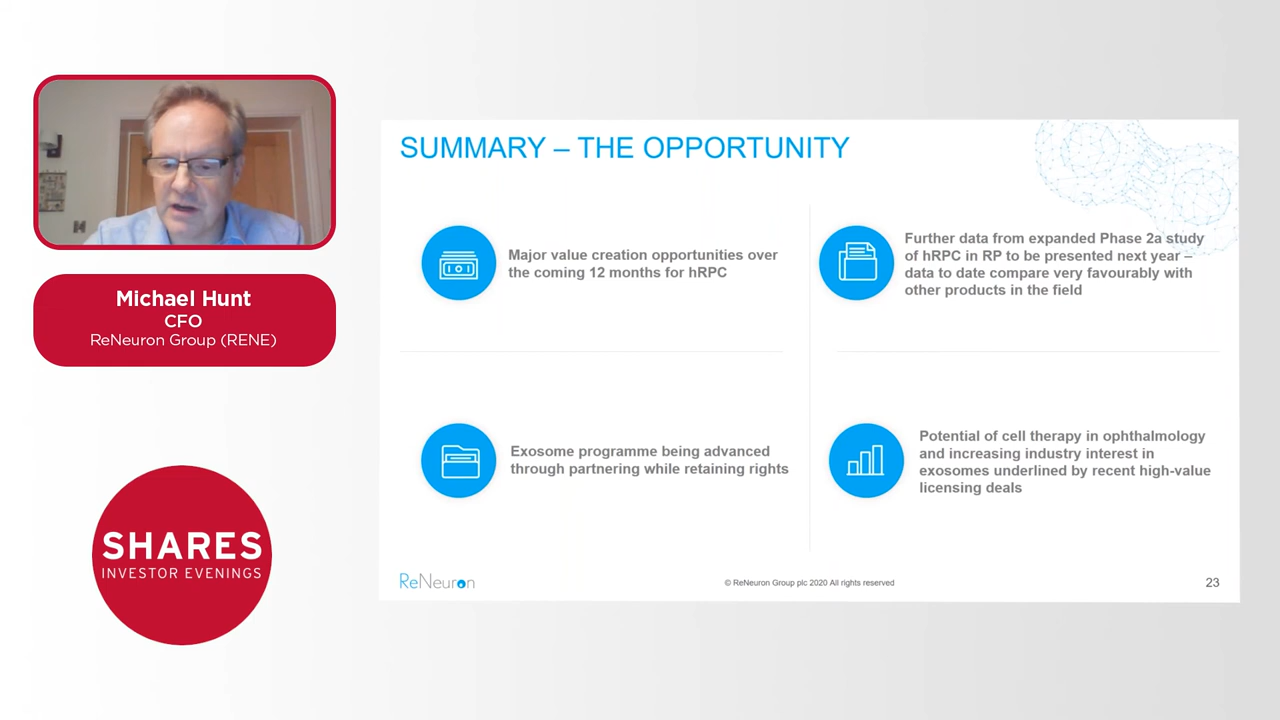 Michael Hunt
CFO
ReNeuron Group (RENE)
SHARES
INVESTOR EVENINGS
SUMMARY – THE OPPORTUNITY
Major value creation opportunities over
the coming 12 months for hRPC
Further data from expanded Phase 2a study
of hRPC in RP to be presented next year –
data to date compare very favourably with
other products in the field
Exosome programme being advanced
through partnering while retaining rights
Potential of cell therapy in ophthalmology
and increasing industry interest in
exosomes underlined by recent high-value
licensing deals
ReNeuron
© ReNeuron Group plc 2020 All rights reserved
23